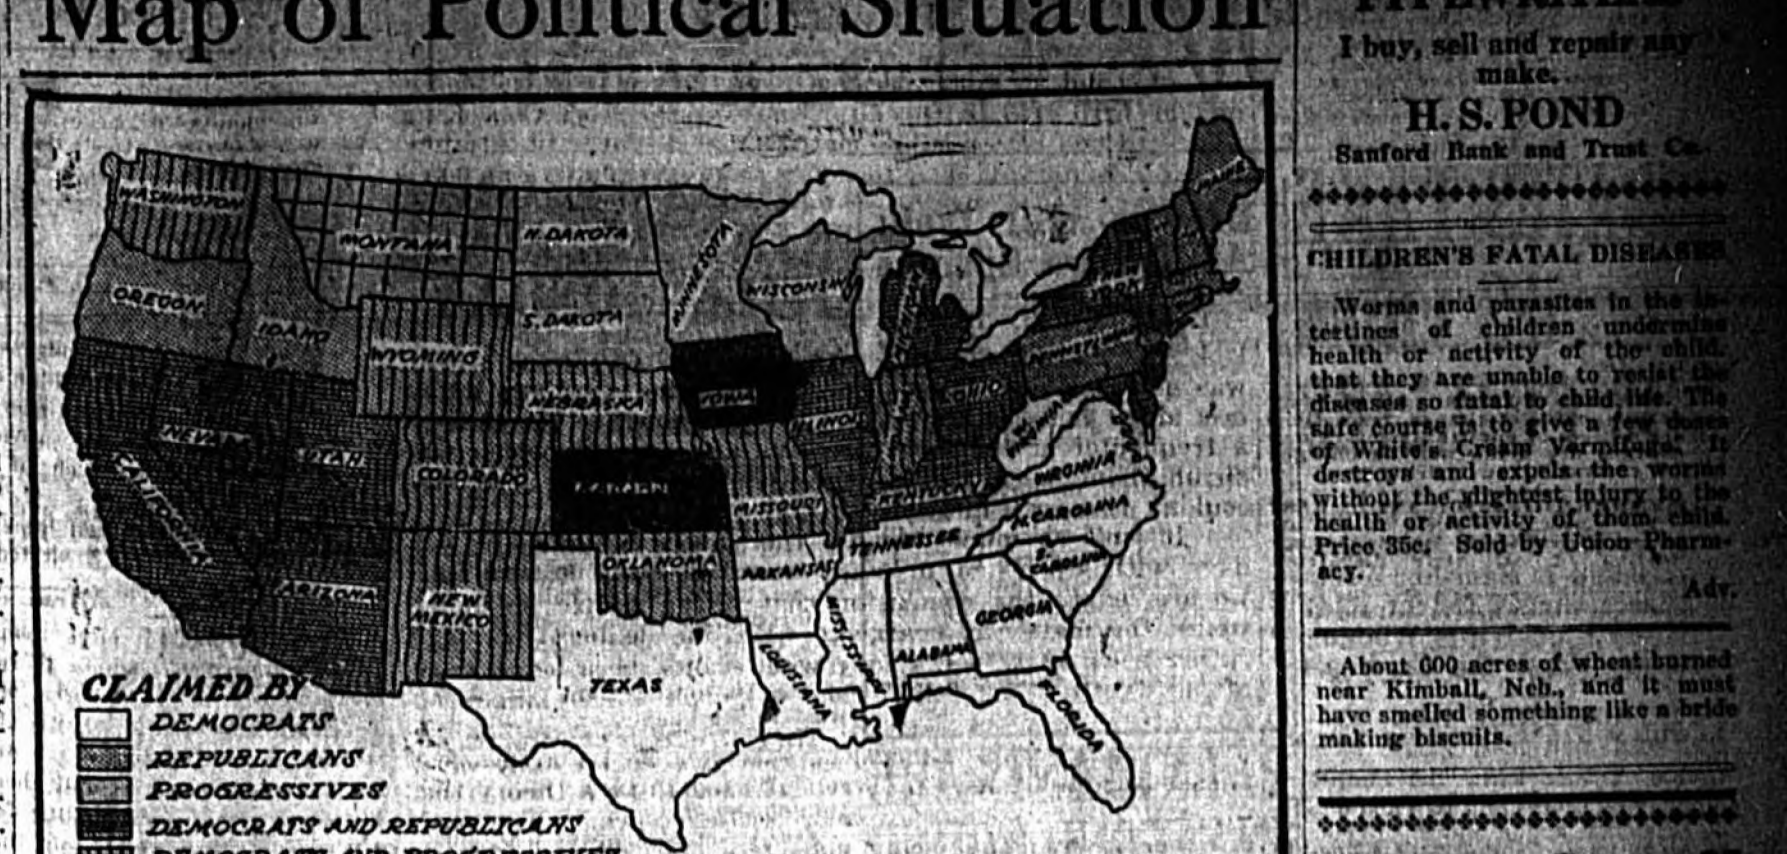 Map of Political Situation
WASHINGTON
MONTANA
N. DAKOTA
MINNESOTA
WISCONSIN
MAINE
OREGON
IDAHO
WYOMING
S. DAKOTA
MICHIGAN
NEW YORK
PENNSYLVANIA
NEBRASKA
IOWA
ILLINOIS
OHIO
NEVADA
UTAH
COLORADO
KANSAS
MISSOURI
KENTUCKY
VIRGINIA
CALIFORNIA
ARIZONA
NEW MEXICO
OKLAHOMA
ARKANSAS
TENNESSEE
N. CAROLINA
S. CAROLINA
MISSISSIPPI
ALABAMA
GEORGIA
TEXAS
LOUISIANA
FLORIDA
CLAIMED BY
DEMOCRATS
REPUBLICANS
PROGRESSIVES
DEMOCRATS AND REPUBLICANS
DEMOCRATS AND PROGRESSIVES
I buy, sell and repair any
make.
H. S. POND
Sanford Bank and Trust Co.
CHILDREN'S FATAL DISEASES
Worms and parasites in the in-
testines of children undermine
health or activity of the child.
that they are unable to resist the
diseases so fatal to child life. The
safe course is to give a few doses
of White's Cream Vermifuge. It
destroys and expels the worms
without the slightest injury to the
health or activity of them child.
Price 35c. Sold by Union Pharm-
acy.
Adv.
About 600 acres of wheat burned
near Kimball, Neb., and it must
have smelled something like a bride
making biscuits.